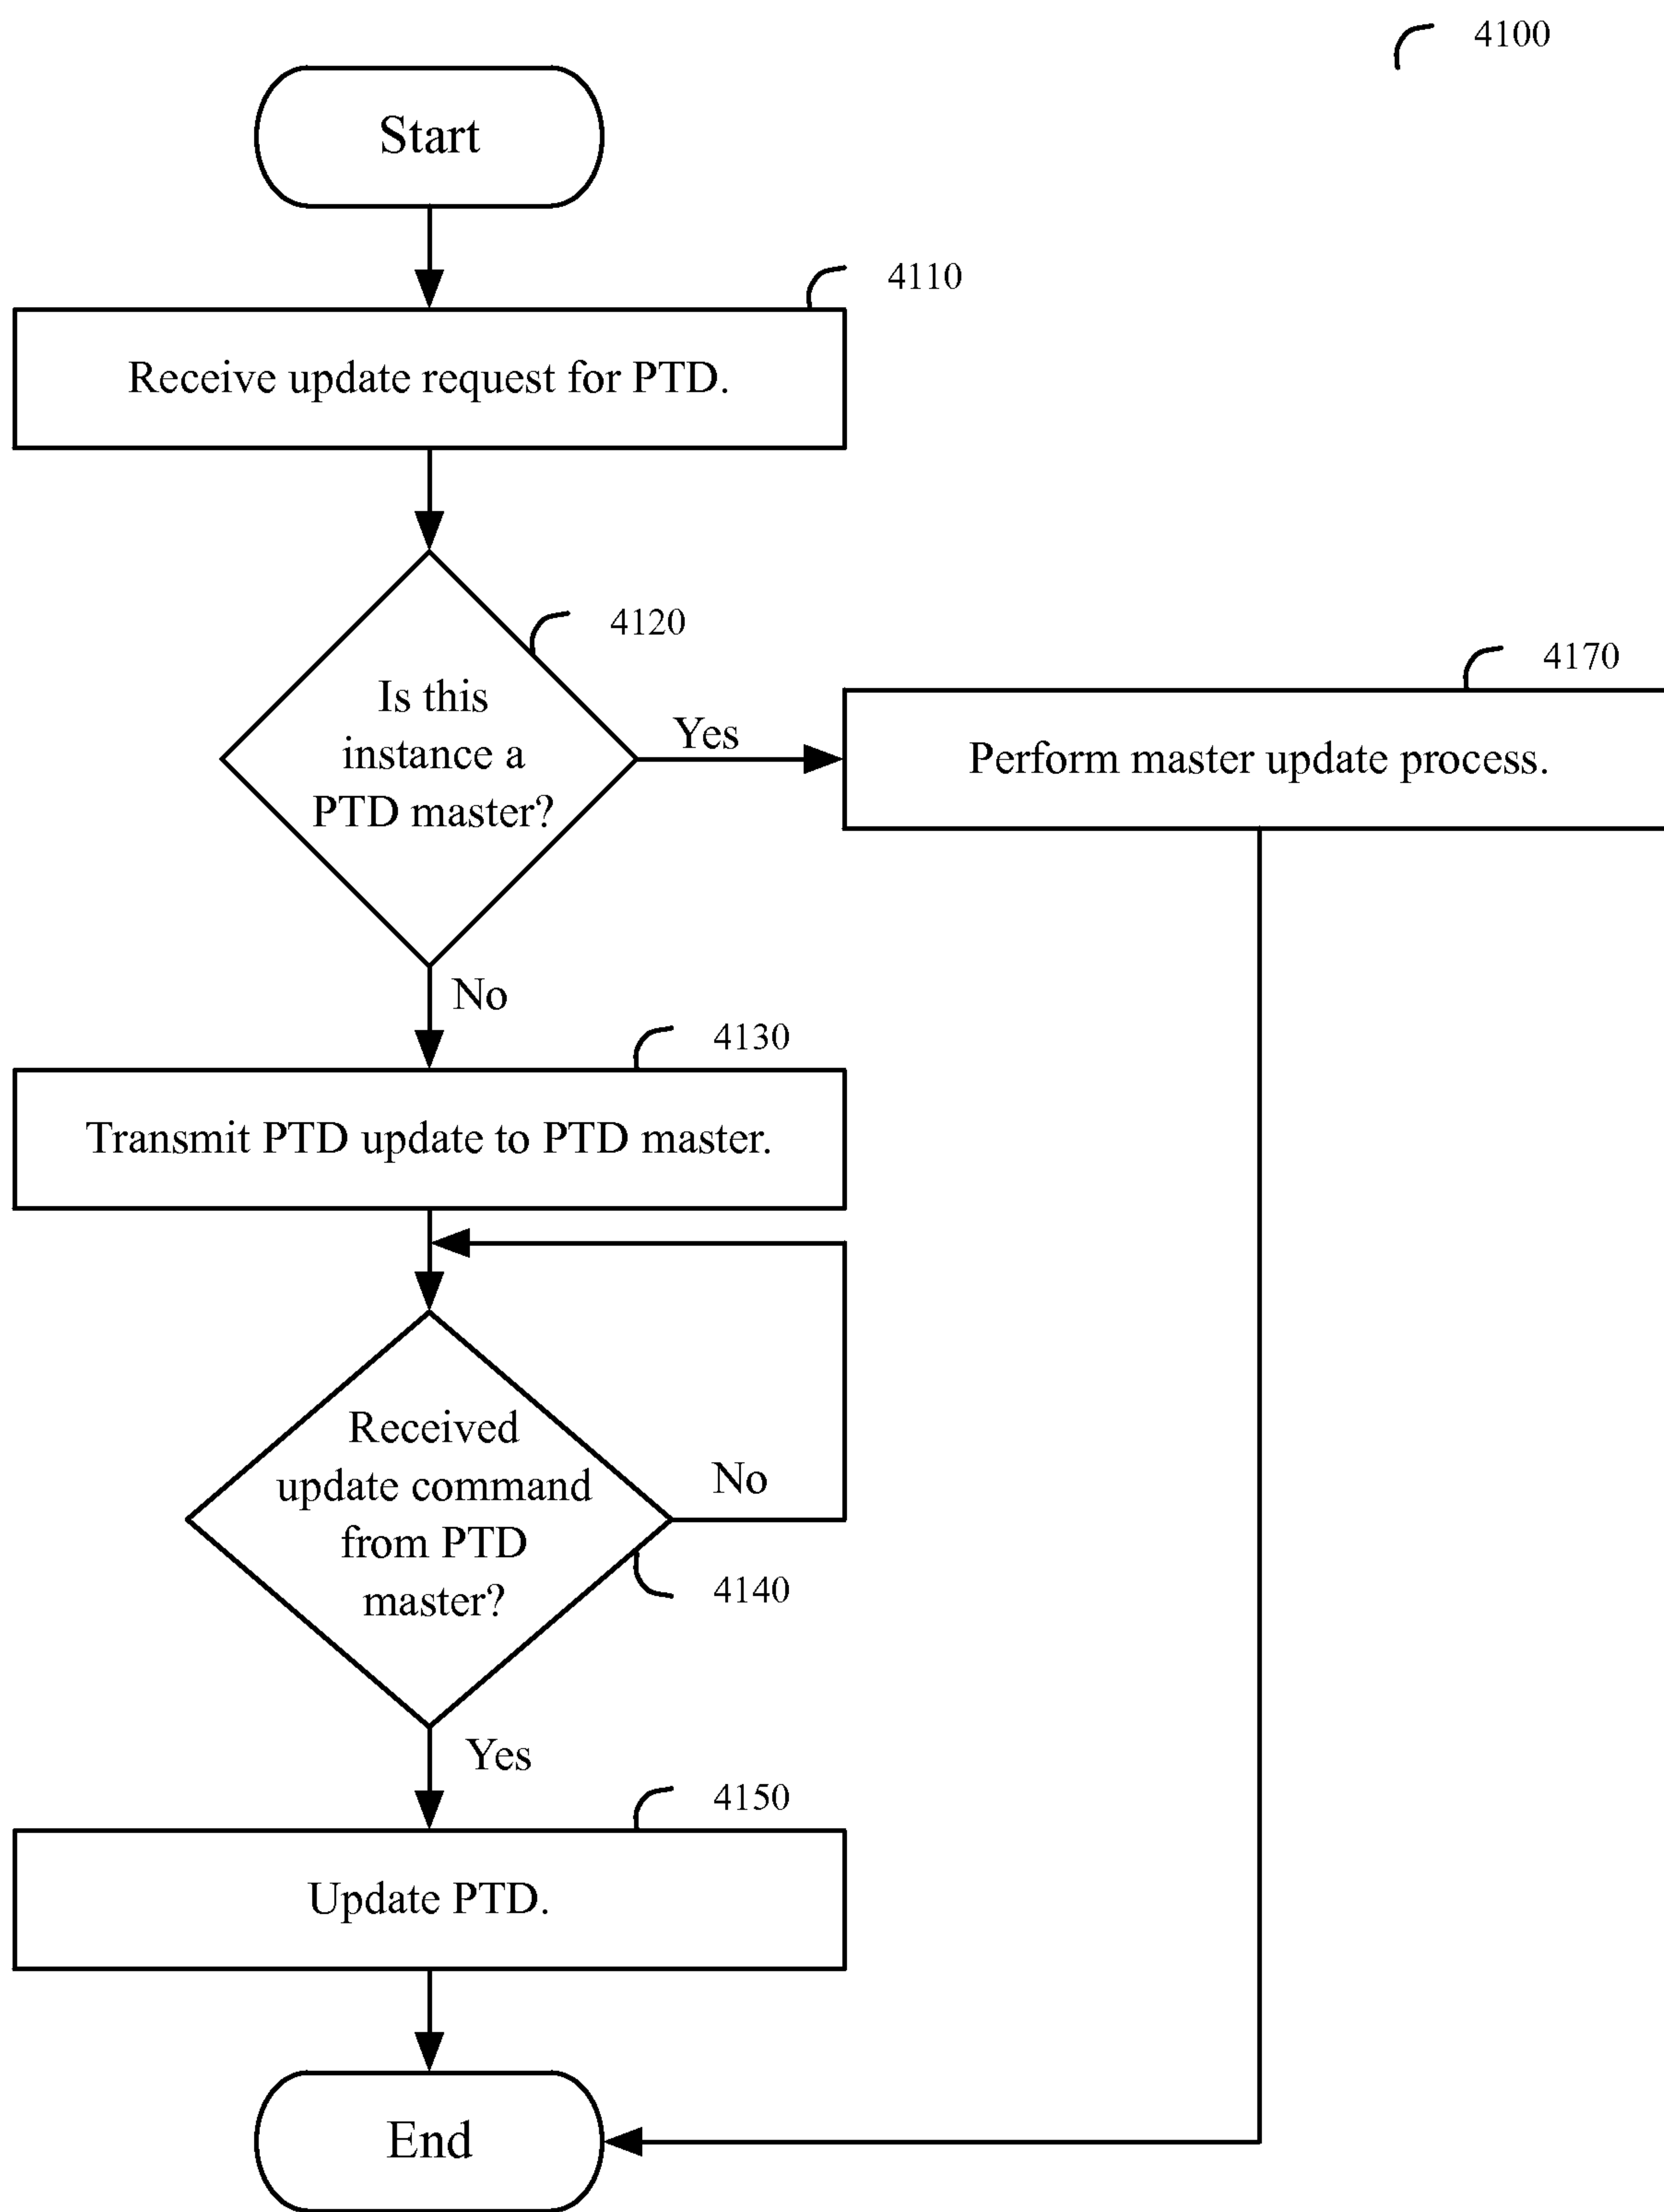 4100
Start
4110
Receive update request for PTD.
4120
Is this
instance a
PTD master?
Yes
4170
Perform master update process.
No
4130
Transmit PTD update to PTD master.
Received
update command
from PTD
master?
No
4140
Yes
4150
Update PTD.
End